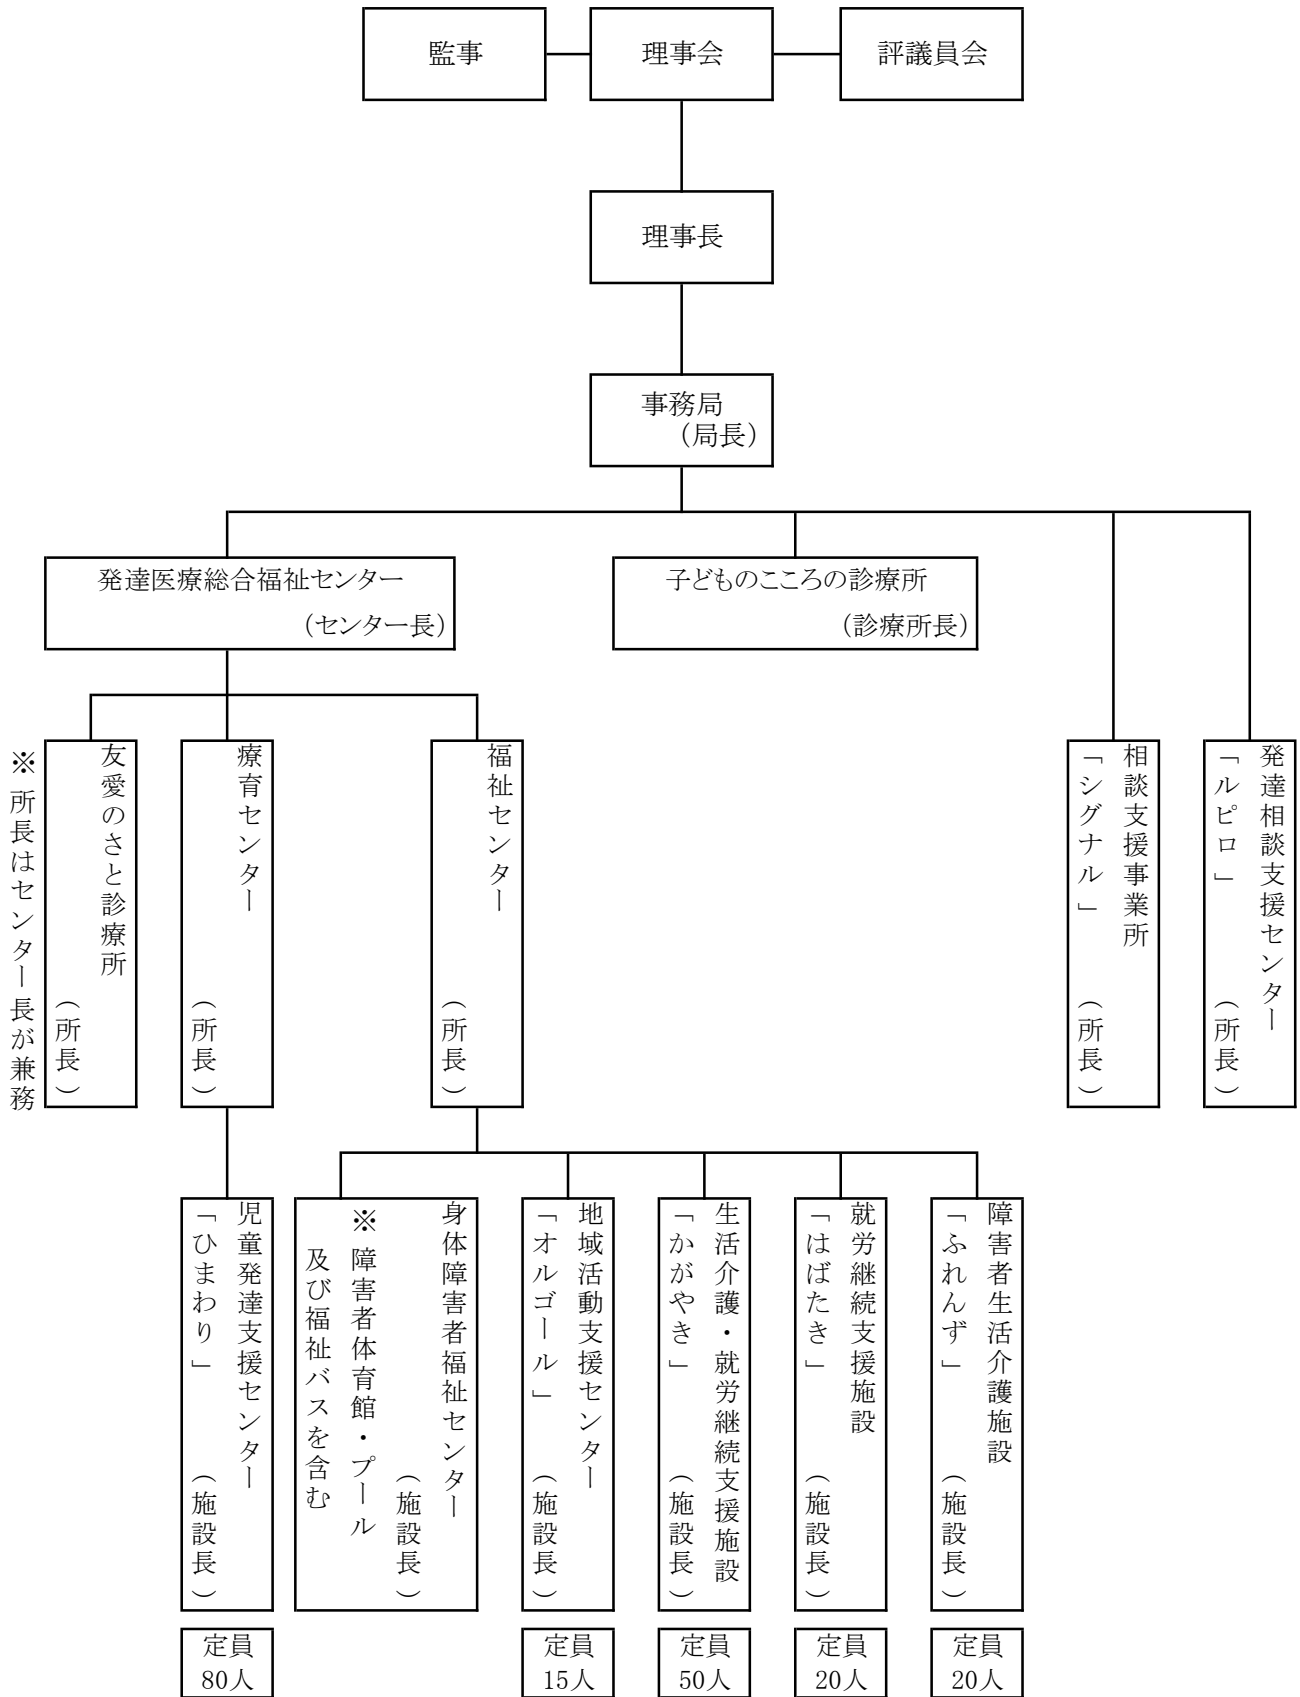 監事
理事会
評議員会
理事長
事務局
（局長）
発達医療総合福祉センター
（センター長）
子どものこころの診療所
（診療所長）
※所長はセンター長が兼務
友愛のさと診療所
（所長）
療育センター
（所長）
福祉センター
（所長）
相談支援事業所
「シグナル」　（所長）
発達相談支援センター
「ルピロ」　（所長）
児童発達支援センター
「ひまわり」　（施設長）
身体障害者福祉センター
（施設長）
※障害者体育館・プール
及び福祉バスを含む
地域活動支援センター
「オルゴール」　（施設長）
生活介護・就労継続支援施設
「かがやき」　（施設長）
就労継続支援施設
「はばたき」　（施設長）
障害者生活介護施設
「ふれんず」　（施設長）
定員
80人
定員
15人
定員
50人
定員
20人
定員
20人